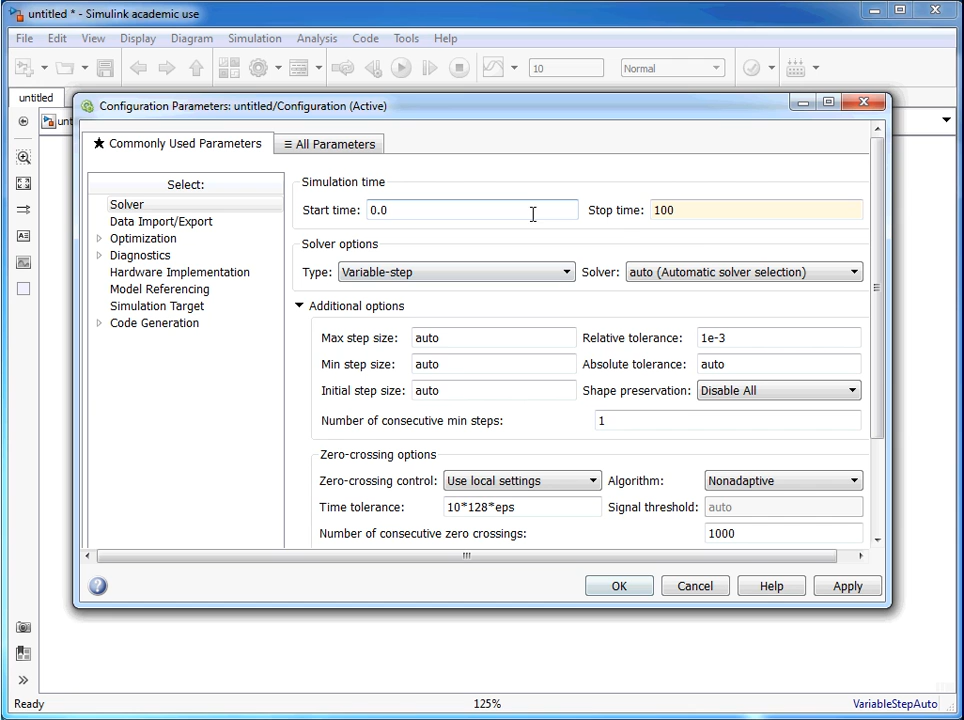 untitled * - Simulink academic use
File Edit View Display Diagram Simulation Analysis Code Tools Help
10 Normal
untitled
Configuration Parameters: untitled/Configuration (Active)
★ Commonly Used Parameters ≡ All Parameters
Select:
Solver
Data Import/Export
Optimization
Diagnostics
Hardware Implementation
Model Referencing
Simulation Target
Code Generation
Simulation time
Start time: 0.0 Stop time: 100
Solver options
Type: Variable-step Solver: auto (Automatic solver selection)
Additional options
Max step size: auto Relative tolerance: 1e-3
Min step size: auto Absolute tolerance: auto
Initial step size: auto Shape preservation: Disable All
Number of consecutive min steps: 1
Zero-crossing options
Zero-crossing control: Use local settings Algorithm: Nonadaptive
Time tolerance: 10*128*eps Signal threshold: auto
Number of consecutive zero crossings: 1000
OK Cancel Help Apply
Ready 125% VariableStepAuto